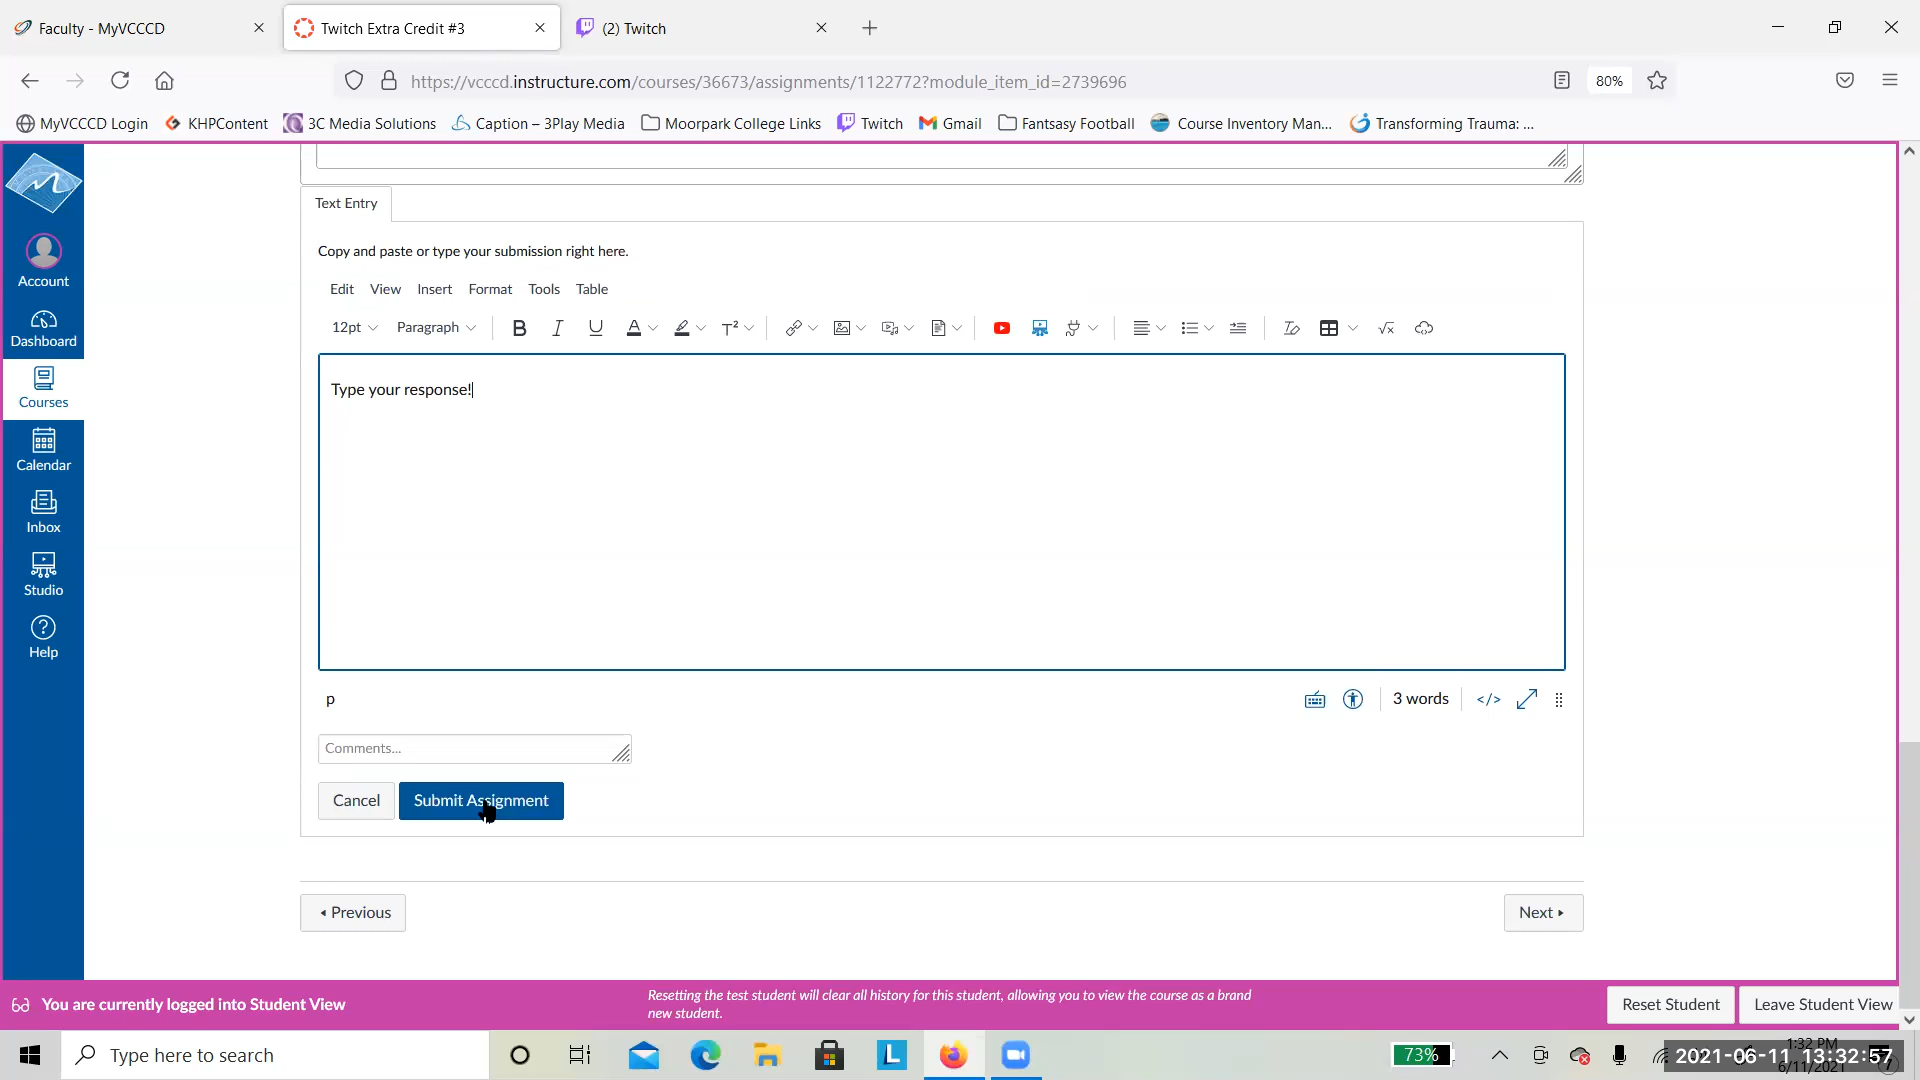 Faculty - MyVCCCD
Twitch Extra Credit #3
(2) Twitch
https://vcccd.instructure.com/courses/36673/assignments/1122772?module_item_id=2739696
80%
MyVCCCD Login
KHPContent
3C Media Solutions
Caption – 3Play Media
Moorpark College Links
Twitch
Gmail
Fantsasy Football
Course Inventory Man...
Transforming Trauma: ...
Account
Dashboard
Courses
Calendar
Inbox
Studio
Help
Text Entry
Copy and paste or type your submission right here.
Edit View Insert Format Tools Table
12pt Paragraph
Type your response!
p
3 words </>
Comments...
Cancel
Submit Assignment
Previous
Next
You are currently logged into Student View
Resetting the test student will clear all history for this student, allowing you to view the course as a brand
new student.
Reset Student
Leave Student View
Type here to search
73%
1:32 PM
2021-06-11 13:32:57